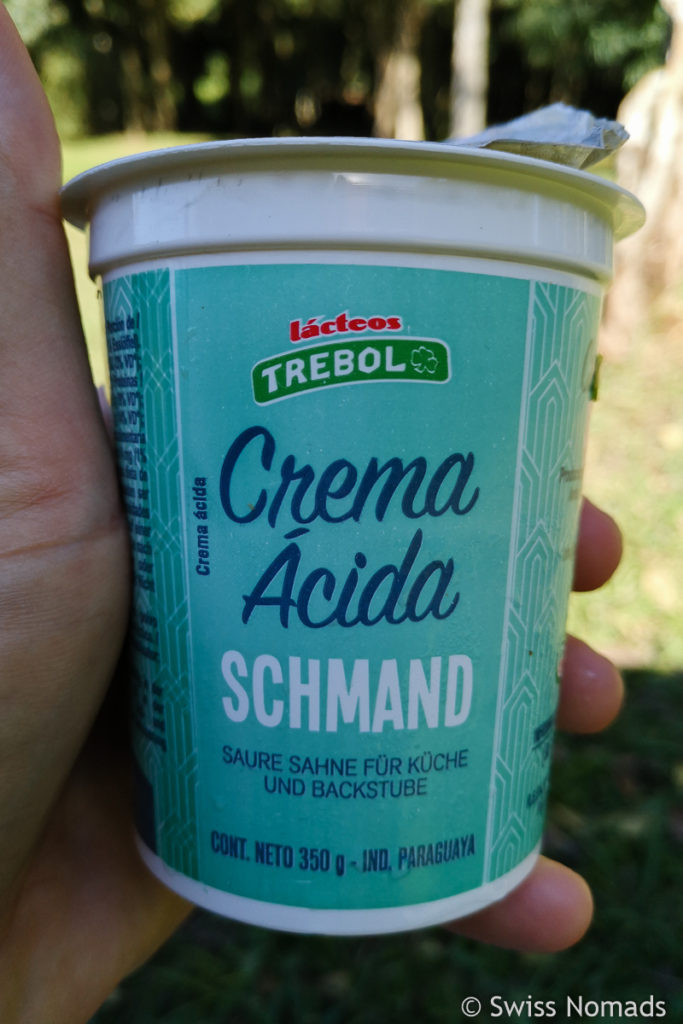 lácteos
TREBOL
Crema
Ácida
Crema ácida
SCHMAND
SAURE SAHNE FÜR KÜCHE
UND BACKSTUBE
CONT. NETO 350 g - IND. PARAGUAYA
© Swiss Nomads